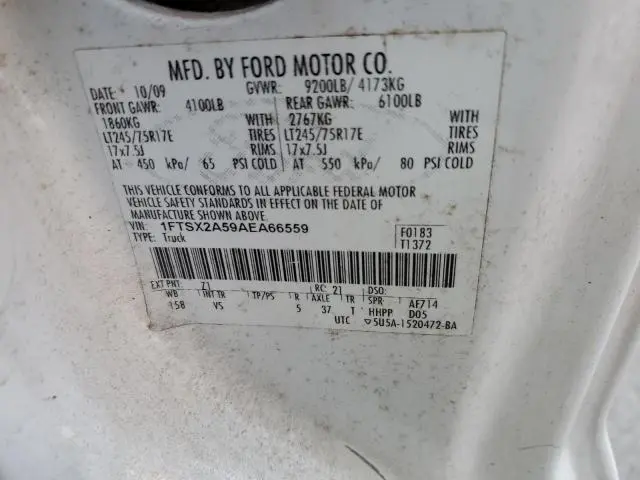 MFD. BY FORD MOTOR CO.
DATE: 10/09 GVWR: 9200LB/ 4173KG
FRONT GAWR: 4100LB REAR GAWR: 6100LB
1860KG WITH 2767KG WITH
LT245/75R17E TIRES LT245/75R17E TIRES
17x7.5J RIMS 17x7.5J RIMS
AT 450 kPa/ 65 PSI COLD AT 550 kPa/ 80 PSI COLD
THIS VEHICLE CONFORMS TO ALL APPLICABLE FEDERAL MOTOR
VEHICLE SAFETY STANDARDS IN EFFECT ON THE DATE OF
MANUFACTURE SHOWN ABOVE.
VIN: 1FTSX2A59AEA66559 F0183
TYPE: Truck T1372
EXT PNT: Z1 RC: 21 DSO:
WB INT TR TP/PS R AXLE TR SPR AF714
158 VS 5 37 T HHPP D05
UTC 5U5A-1520472-BA